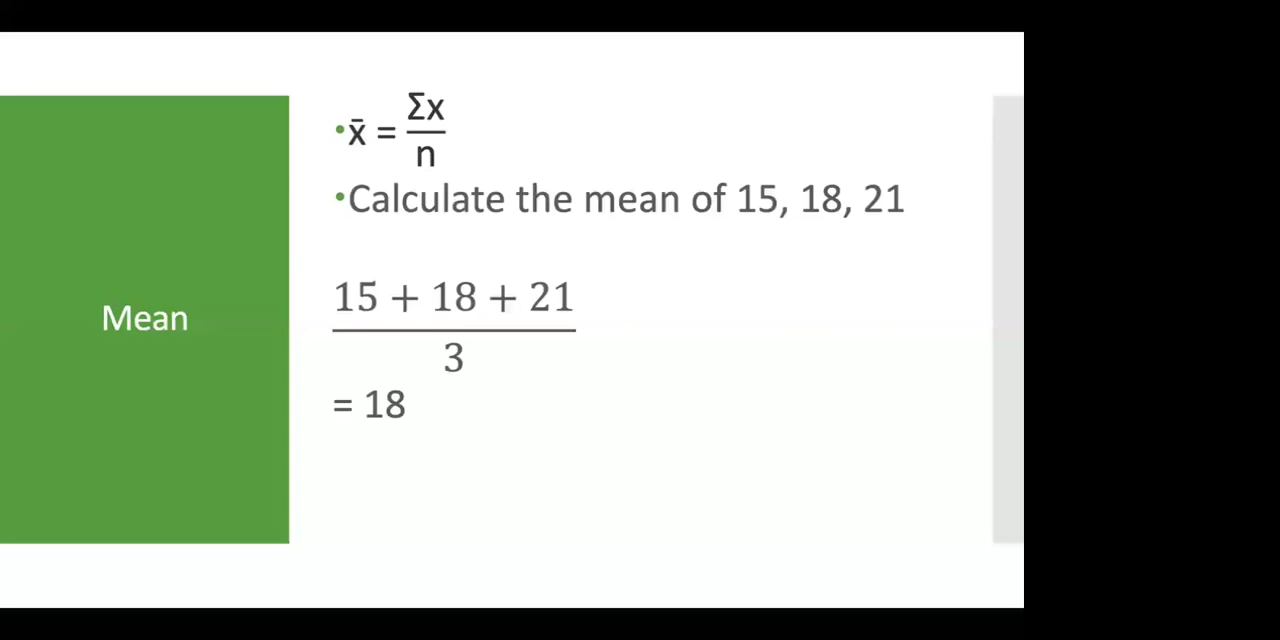 Mean
•x̄ = Σx
n
•Calculate the mean of 15, 18, 21
15 + 18 + 21
3
= 18